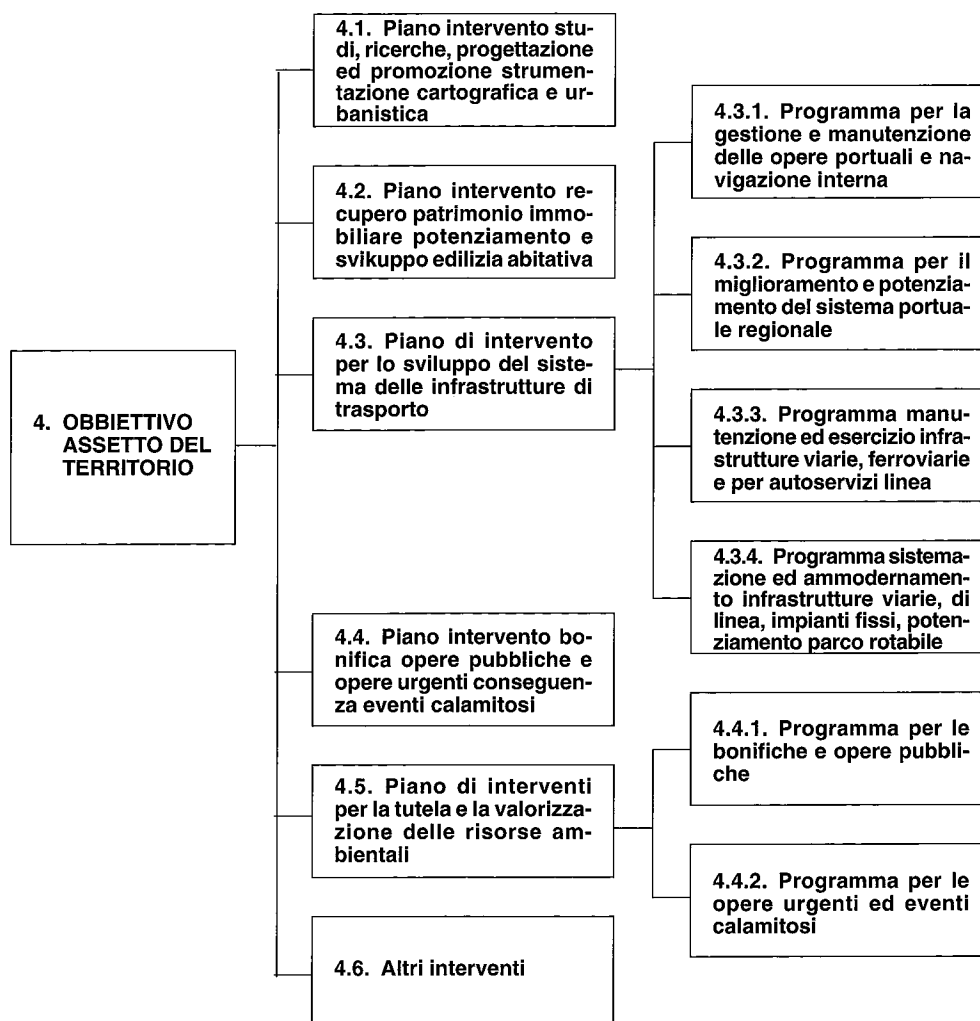 4. OBBIETTIVO
ASSETTO DEL
TERRITORIO
4.1. Piano intervento stu-
di, ricerche, progettazione
ed promozione strumen-
tazione cartografica e ur-
banistica
4.2. Piano intervento re-
cupero patrimonio immo-
biliare potenziamento e
svikuppo edilizia abitativa
4.3. Piano di intervento
per lo sviluppo del siste-
ma delle infrastrutture di
trasporto
4.3.1. Programma per la
gestione e manutenzione
delle opere portuali e na-
vigazione interna
4.3.2. Programma per il
miglioramento e potenzia-
mento del sistema portua-
le regionale
4.3.3. Programma manu-
tenzione ed esercizio infra-
strutture viarie, ferroviarie
e per autoservizi linea
4.3.4. Programma sistema-
zione ed ammodernamen-
to infrastrutture viarie, di
linea, impianti fissi, poten-
ziamento parco rotabile
4.4. Piano intervento bo-
nifica opere pubbliche e
opere urgenti conseguen-
za eventi calamitosi
4.5. Piano di interventi
per la tutela e la valorizza-
zione delle risorse am-
bientali
4.4.1. Programma per le
bonifiche e opere pubbli-
che
4.4.2. Programma per le
opere urgenti ed eventi
calamitosi
4.6. Altri interventi